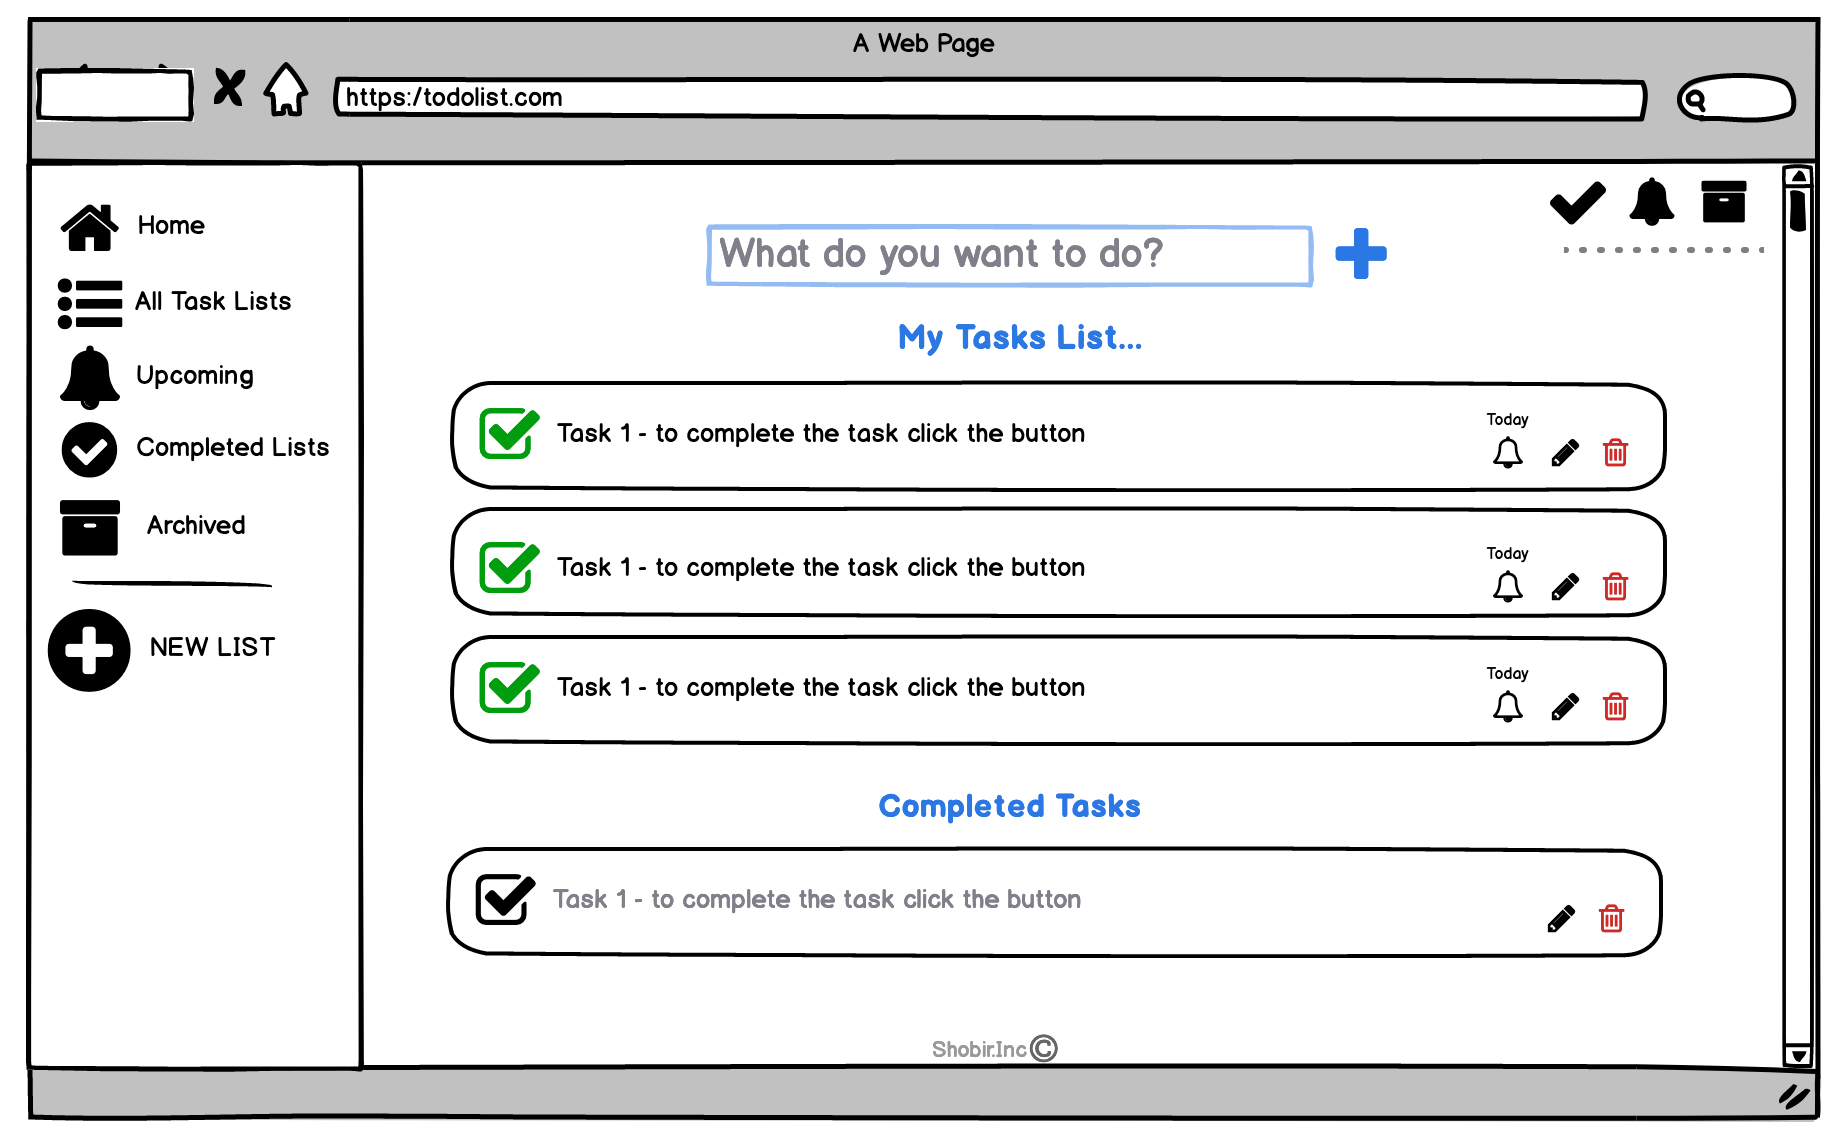 A Web Page
https:/todolist.com
Home
All Task Lists
Upcoming
Completed Lists
Archived
NEW LIST
What do you want to do?
My Tasks List...
Task 1 - to complete the task click the button
Today
Task 1 - to complete the task click the button
Today
Task 1 - to complete the task click the button
Today
Completed Tasks
Task 1 - to complete the task click the button
Shobir.Inc ©